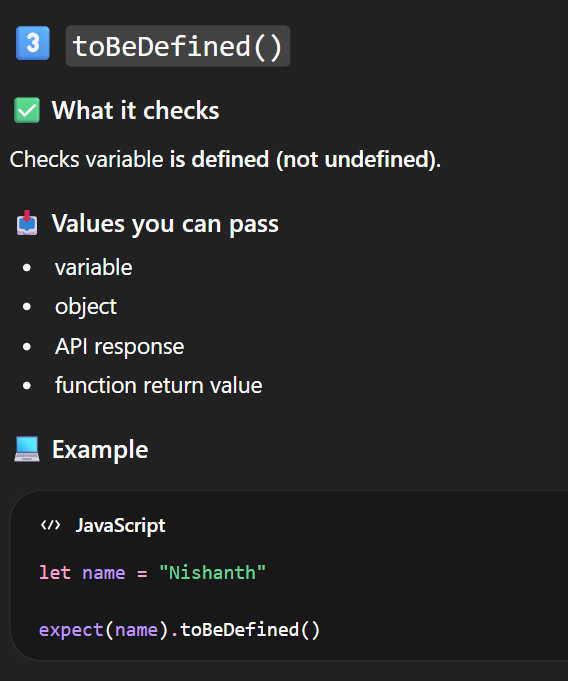 3 toBeDefined()
What it checks
Checks variable is defined (not undefined).
Values you can pass
• variable
• object
• API response
• function return value
Example
</> JavaScript
let name = "Nishanth"
expect(name).toBeDefined()